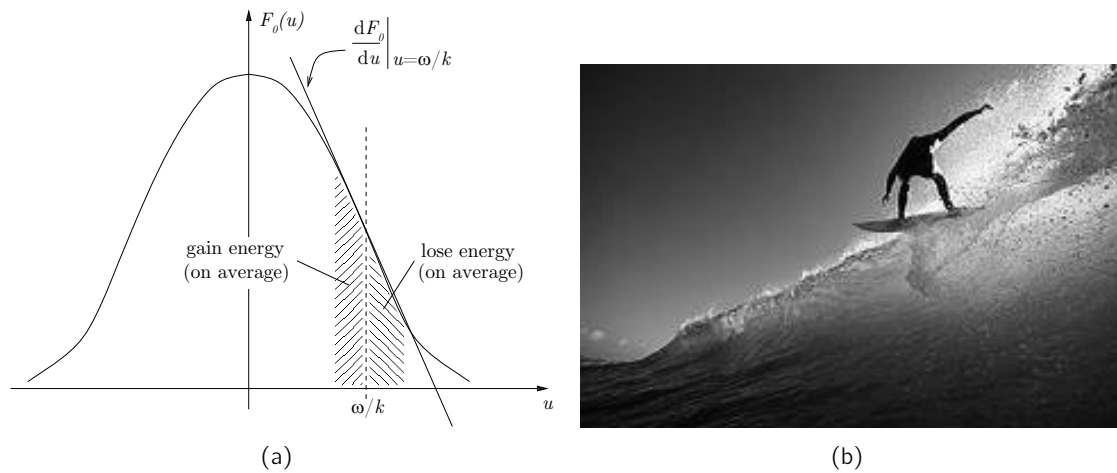 F₀(u)
dF₀
du
u=ω/k
gain energy
(on average)
lose energy
(on average)
ω/k
u
(a)
(b)